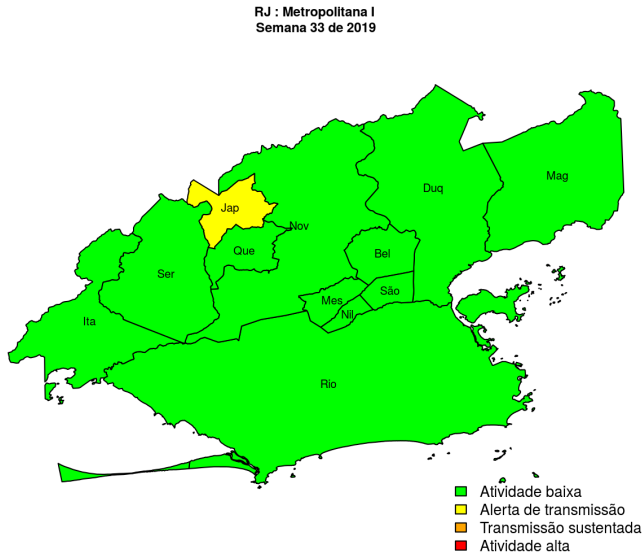 RJ : Metropolitana I
Semana 33 de 2019
Mag
Duq
Jap
Nov
Que
Bel
Ser
São
Mes
Nil
Ita
Rio
Atividade baixa
Alerta de transmissão
Transmissão sustentada
Atividade alta